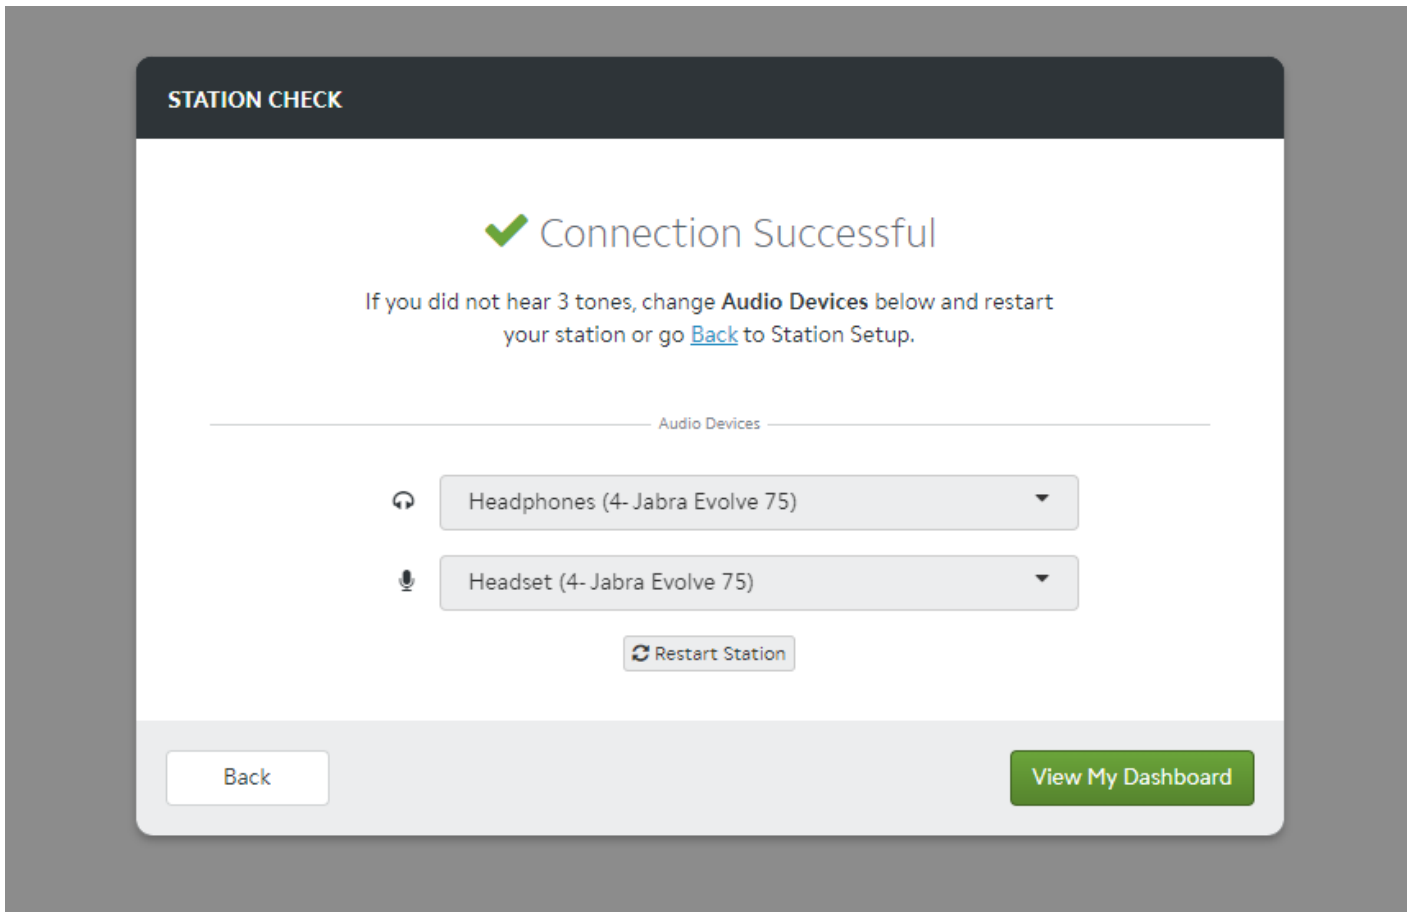 STATION CHECK
Connection Successful
If you did not hear 3 tones, change Audio Devices below and restart
your station or go Back to Station Setup.
Audio Devices
Headphones (4- Jabra Evolve 75)
Headset (4- Jabra Evolve 75)
Restart Station
Back
View My Dashboard